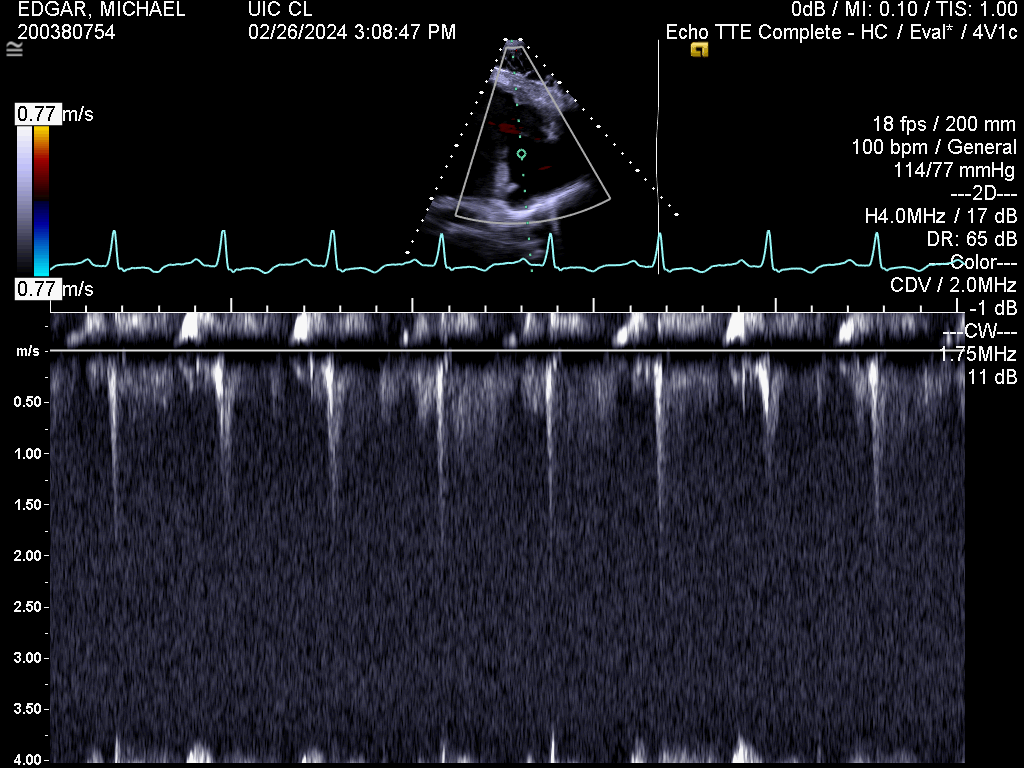 EDGAR, MICHAEL UIC CL 0dB / MI: 0.10 / TIS: 1.00
200380754 02/26/2024 3:08:47 PM Echo TTE Complete - HC / Eval* / 4V1c
0.77 m/s
18 fps / 200 mm
100 bpm / General
114/77 mmHg
---2D---
H4.0MHz / 17 dB
DR: 65 dB
---Color---
CDV / 2.0MHz
-1 dB
---CW---
1.75MHz
11 dB
0.77 m/s
m/s
0.50
1.00
1.50
2.00
2.50
3.00
3.50
4.00